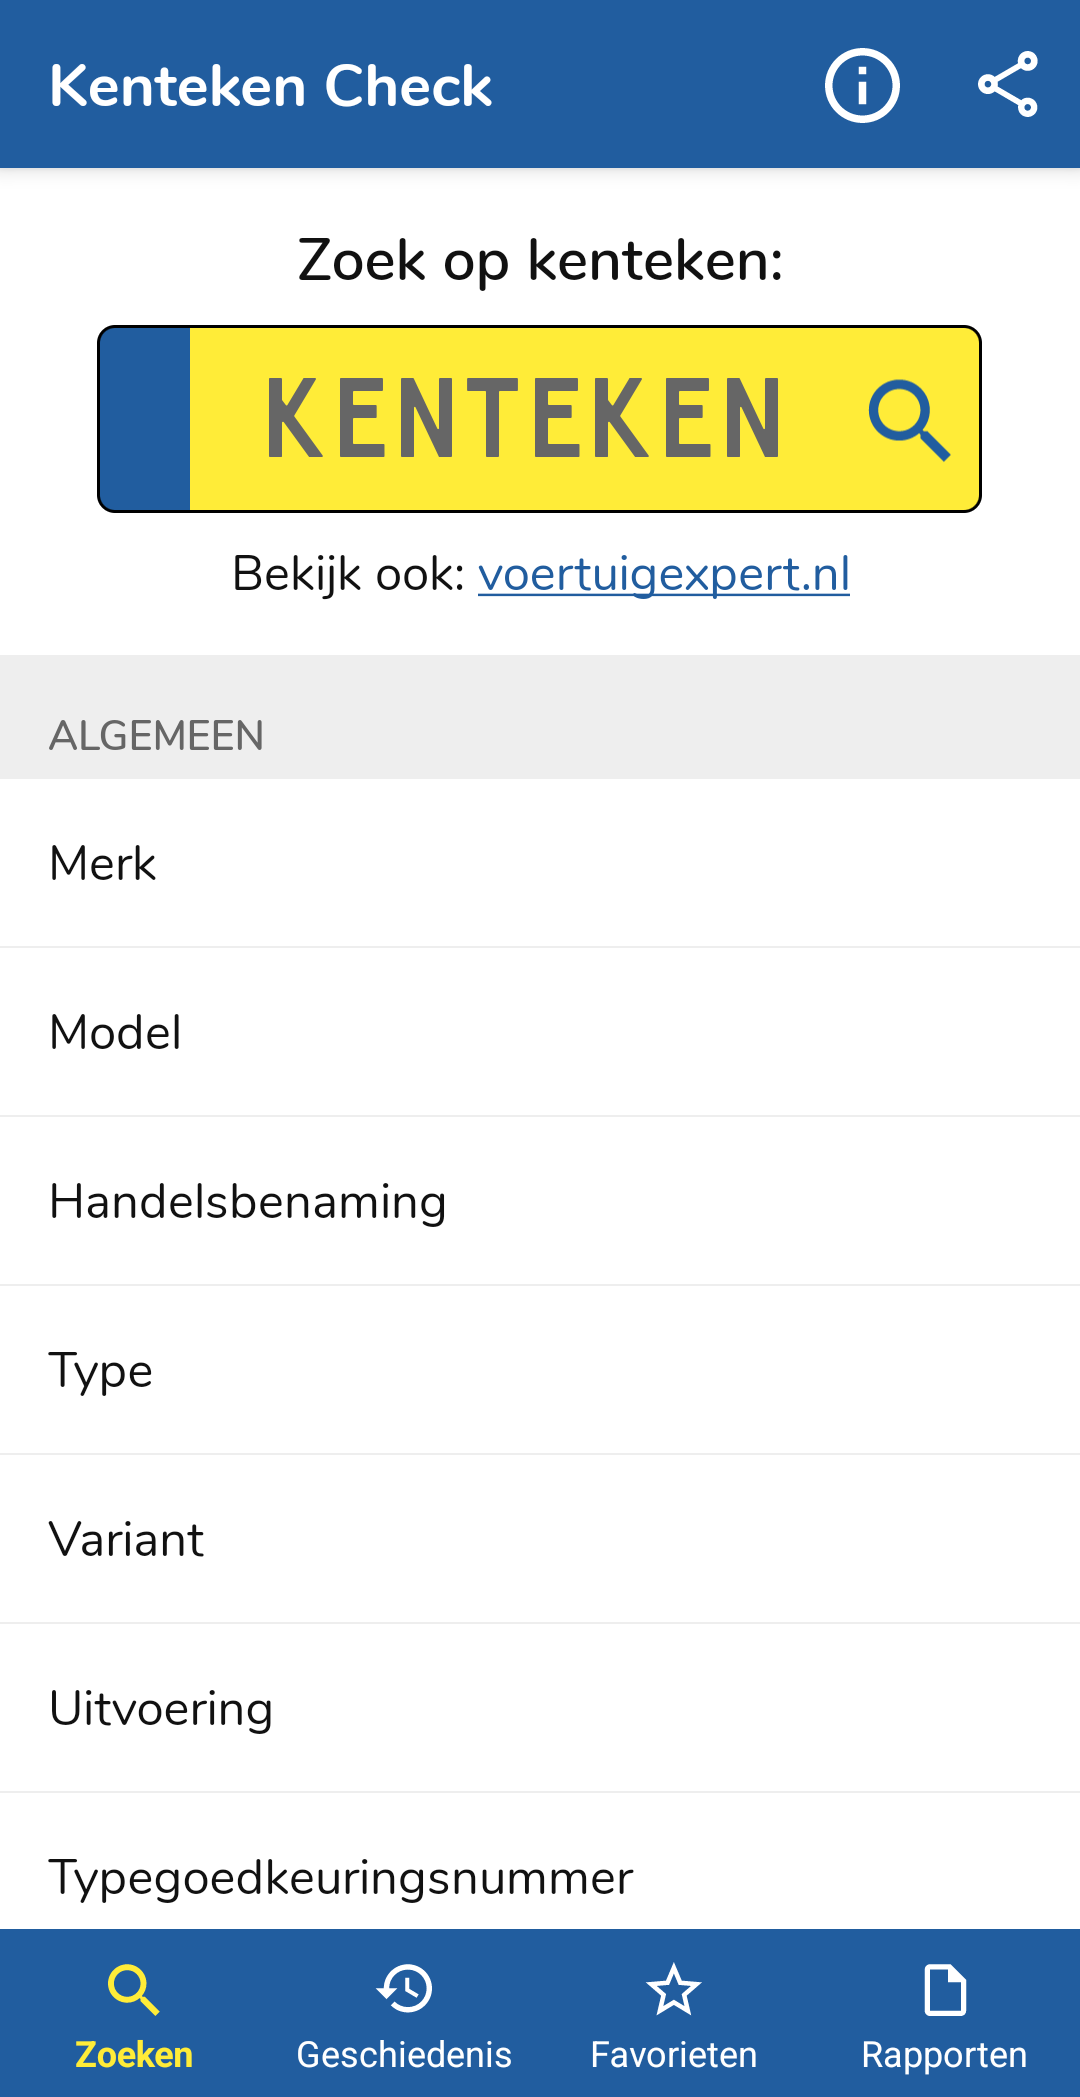 Kenteken Check
Zoek op kenteken:
KENTEKEN
Bekijk ook: voertuigexpert.nl
ALGEMEEN
Merk
Model
Handelsbenaming
Type
Variant
Uitvoering
Typegoedkeuringsnummer
Zoeken Geschiedenis Favorieten Rapporten